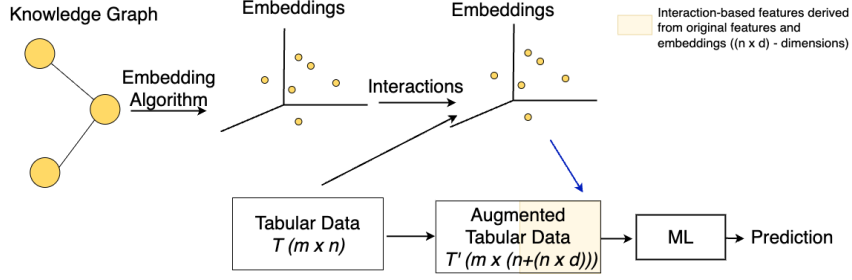 Knowledge Graph
Embedding
Algorithm
Embeddings
Interactions
Embeddings
Interaction-based features derived
from original features and
embeddings ((n x d) - dimensions)
Tabular Data
T (m x n)
Augmented
Tabular Data
T' (m x (n+(n x d)))
ML
Prediction